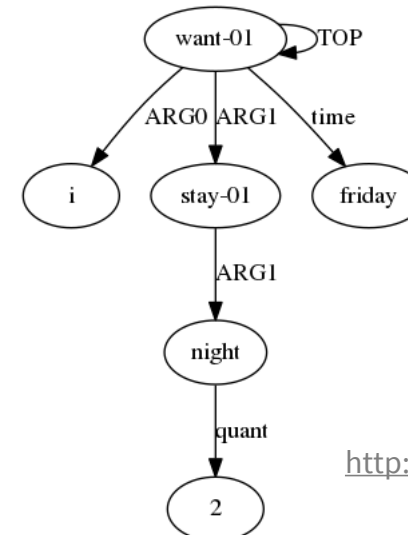 want-01 TOP
ARG0 ARG1 time
i stay-01 friday
ARG1
night
quant
http:
2